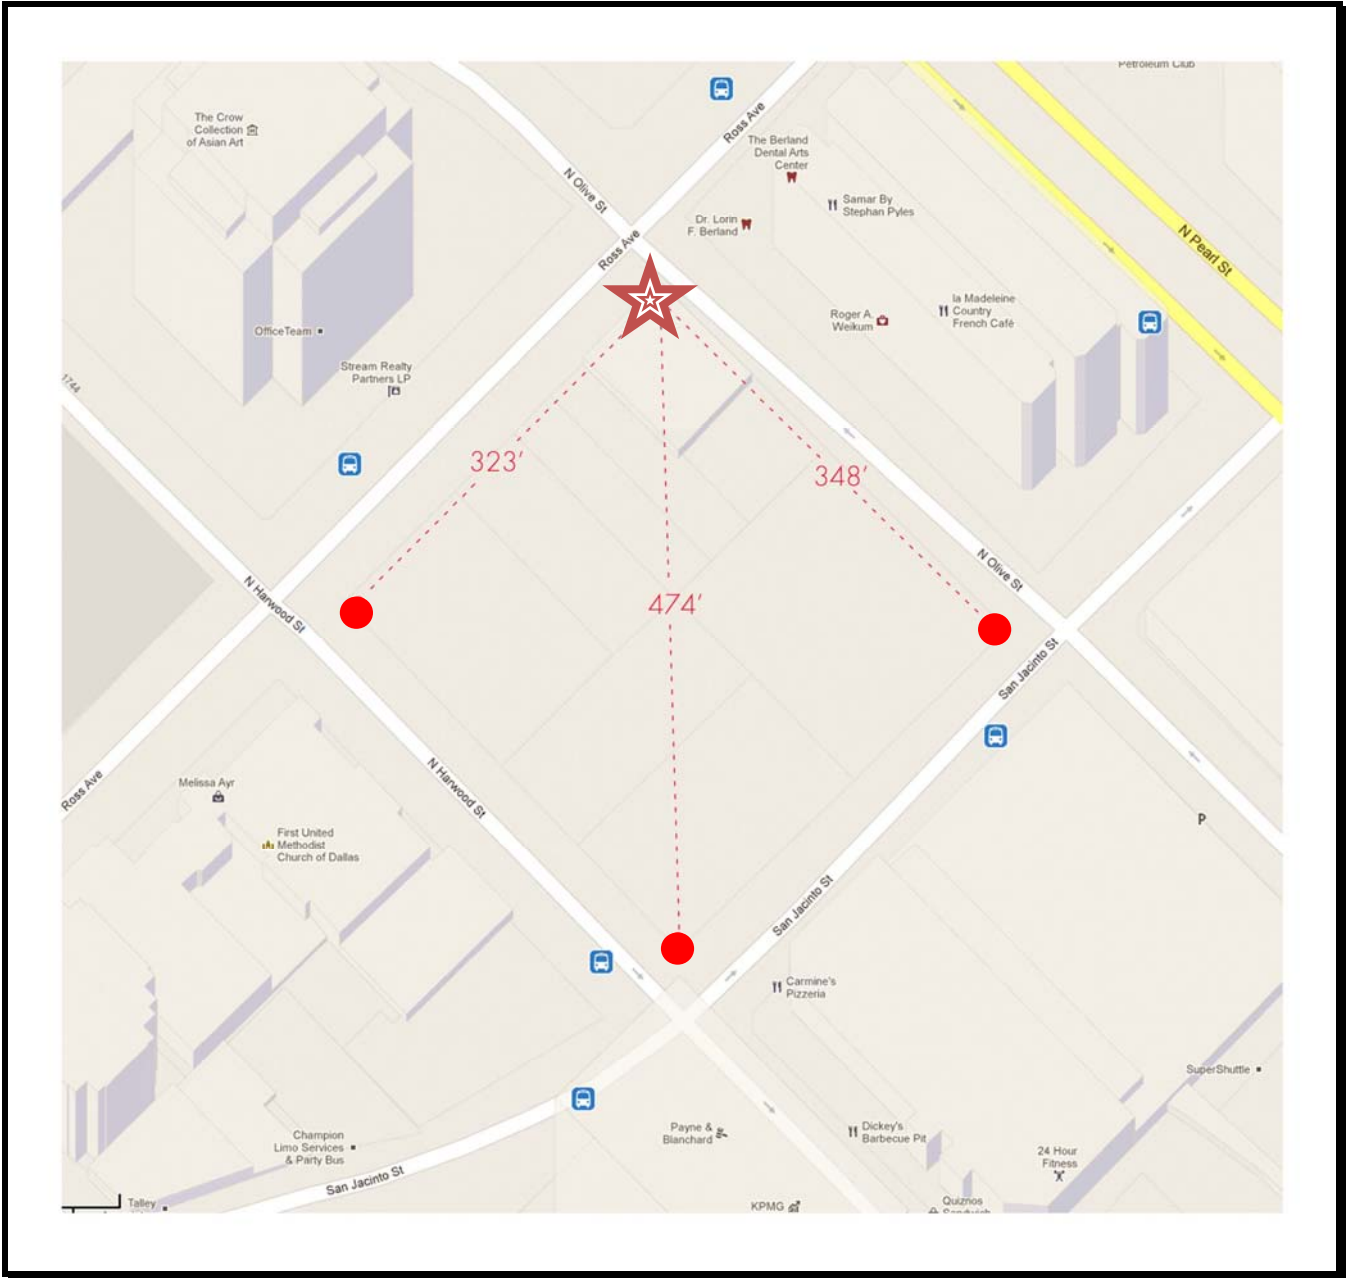 Petroleum Club
The Crow
Collection
of Asian Art
Ross Ave
The Berland
Dental Arts
Center
N Olive St
Samar By
Stephan Pyles
Dr. Lorin
F. Berland
Ross Ave
N Pearl St
la Madeleine
Country
French Café
Roger A.
Weikum
OfficeTeam
Stream Realty
Partners LP
1744
323'
348'
N Olive St
N Harwood St
474'
San Jacinto St
Ross Ave
Melissa Ayr
N Harwood St
P
First United
Methodist
Church of Dallas
San Jacinto St
Carmine's
Pizzeria
SuperShuttle
Champion
Limo Services
& Party Bus
Payne &
Blanchard
Dickey's
Barbecue Pit
24 Hour
Fitness
San Jacinto St
Talley
KPMG
Quiznos
Sandwich